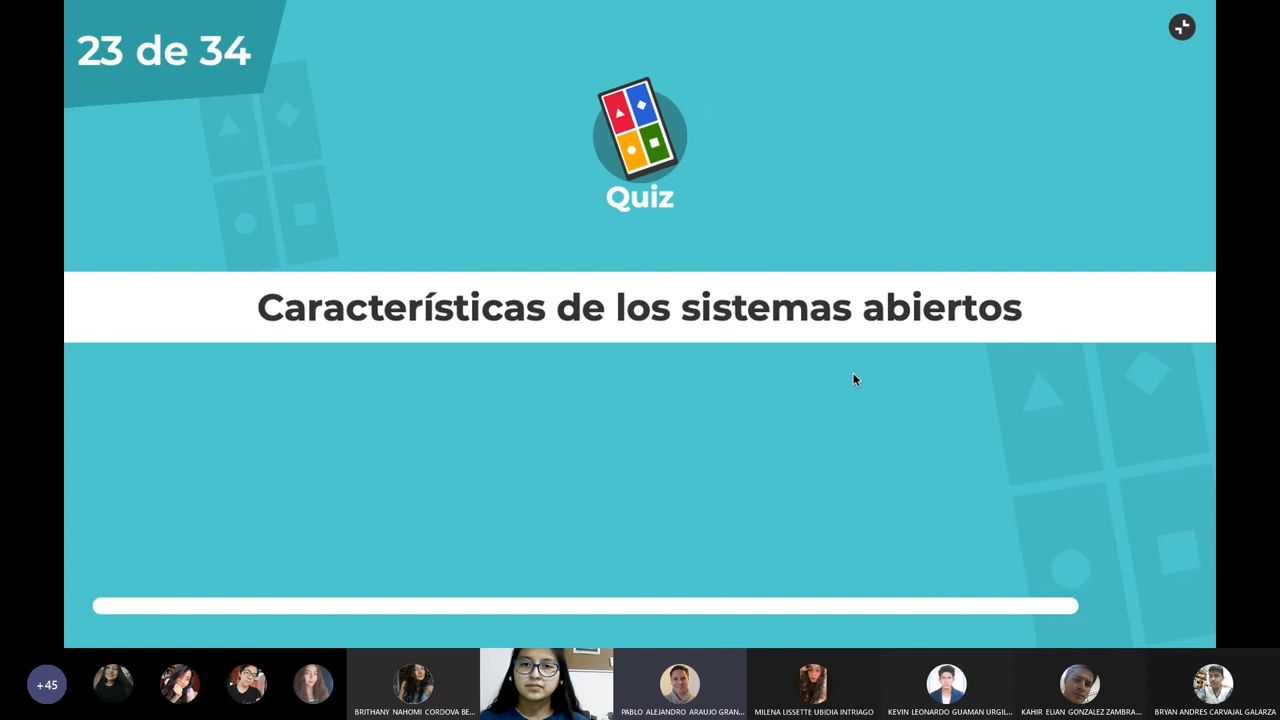 23 de 34
Quiz
Características de los sistemas abiertos
+45
BRITHANY NAHOMI CORDOVA BE...
PABLO ALEJANDRO ARAUJO GRAN...
MILENA LISSETTE UBIDIA INTRIAGO
KEVIN LEONARDO GUAMAN URGIL...
KAHIR ELIAN GONZALEZ ZAMBRA...
BRYAN ANDRES CARVAJAL GALARZA